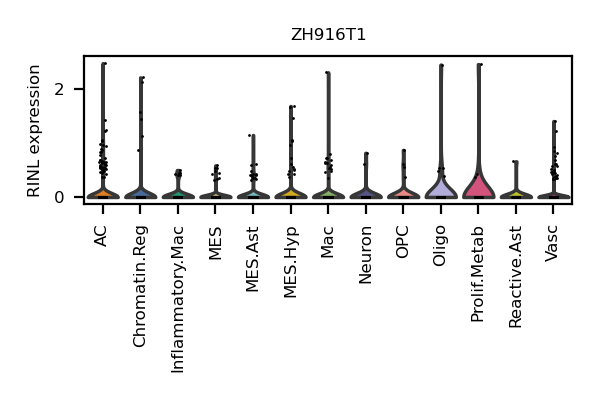 ZH916T1
RINL expression
2
0
AC
Chromatin.Reg
Inflammatory.Mac
MES
MES.Ast
MES.Hyp
Mac
Neuron
OPC
Oligo
Prolif.Metab
Reactive.Ast
Vasc